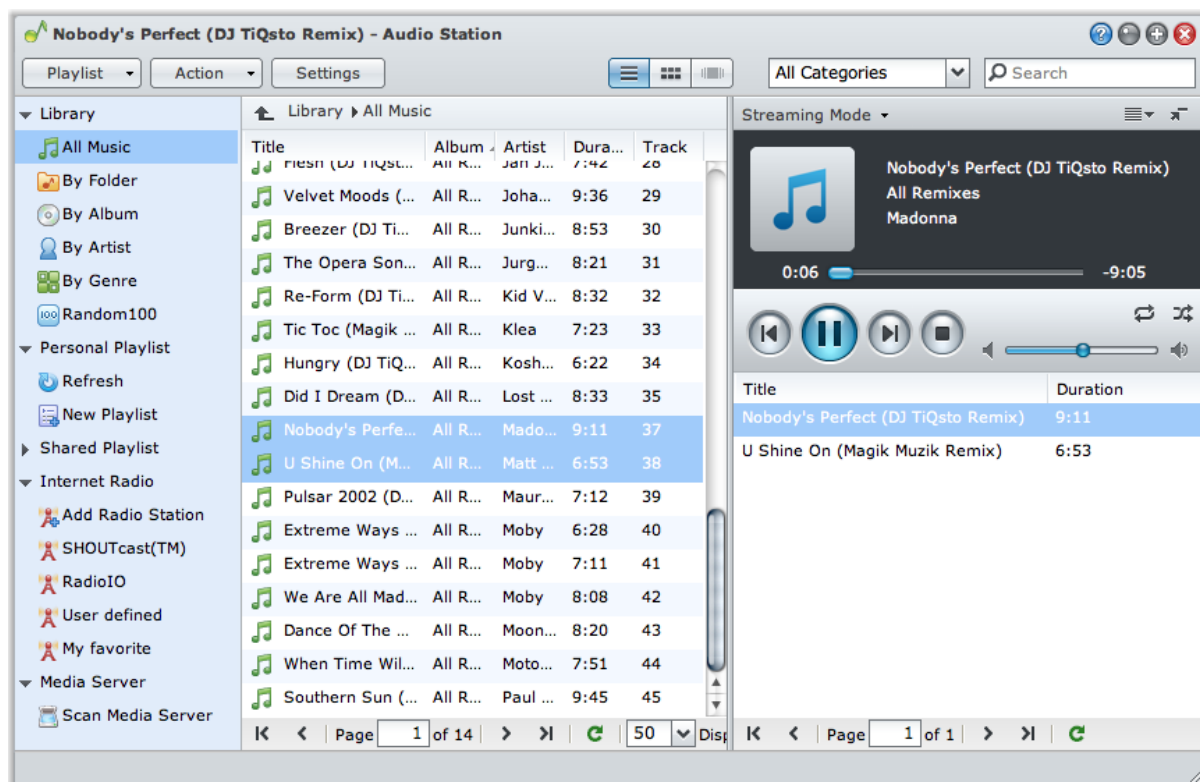 Nobody's Perfect (DJ TiQsto Remix) - Audio Station
Playlist Action Settings All Categories Search
Library
All Music
By Folder
By Album
By Artist
By Genre
100 Random100
Personal Playlist
Refresh
New Playlist
Shared Playlist
Internet Radio
Add Radio Station
SHOUTcast(TM)
RadioIO
User defined
My favorite
Media Server
Scan Media Server
Library All Music
Title Album Artist Dura... Track
Flesh (DJ TiQst... All R... Jan J... 7:42 28
Velvet Moods (... All R... Joha... 9:36 29
Breezer (DJ Ti... All R... Junki... 8:53 30
The Opera Son... All R... Jurg... 8:21 31
Re-Form (DJ Ti... All R... Kid V... 8:32 32
Tic Toc (Magik ... All R... Klea 7:23 33
Hungry (DJ TiQ... All R... Kosh... 6:22 34
Did I Dream (D... All R... Lost ... 8:33 35
Nobody's Perfe... All R... Mado... 9:11 37
U Shine On (M... All R... Matt ... 6:53 38
Pulsar 2002 (D... All R... Maur... 7:12 39
Extreme Ways ... All R... Moby 6:28 40
Extreme Ways ... All R... Moby 7:11 41
We Are All Mad... All R... Moby 8:08 42
Dance Of The ... All R... Moon... 8:20 43
When Time Wil... All R... Moto... 7:51 44
Southern Sun (... All R... Paul ... 9:45 45
Page 1 of 14 50 Disp
Streaming Mode
Nobody's Perfect (DJ TiQsto Remix)
All Remixes
Madonna
0:06 -9:05
Title Duration
Nobody's Perfect (DJ TiQsto Remix) 9:11
U Shine On (Magik Muzik Remix) 6:53
Page 1 of 1